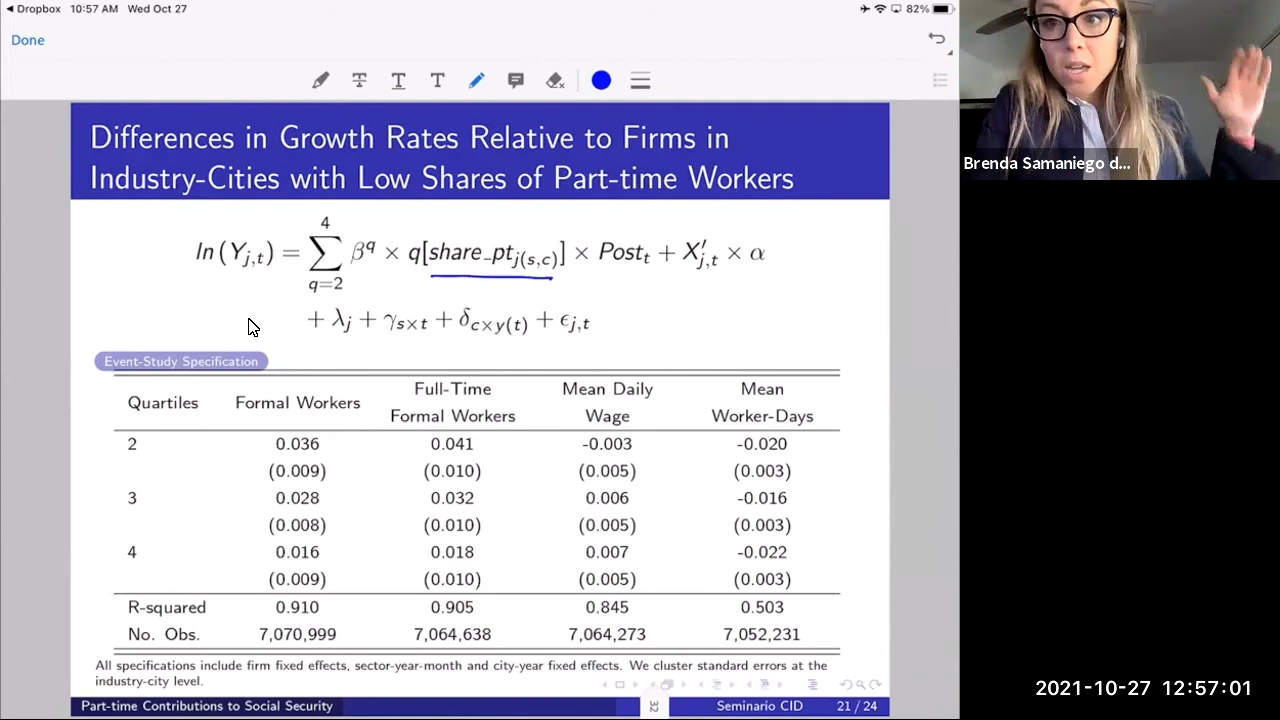 Dropbox 10:57 AM Wed Oct 27 82%
Done
Differences in Growth Rates Relative to Firms in
Industry-Cities with Low Shares of Part-time Workers
ln (Y_{j,t}) = ∑_{q=2}^{4} β^q × q[share_pt_{j(s,c)}] × Post_t + X'_{j,t} × α
+ λ_j + γ_{s×t} + δ_{c×y(t)} + ϵ_{j,t}
Event-Study Specification
Quartiles Formal Workers Full-Time Formal Workers Mean Daily Wage Mean Worker-Days
2 0.036 0.041 -0.003 -0.020
(0.009) (0.010) (0.005) (0.003)
3 0.028 0.032 0.006 -0.016
(0.008) (0.010) (0.005) (0.003)
4 0.016 0.018 0.007 -0.022
(0.009) (0.010) (0.005) (0.003)
R-squared 0.910 0.905 0.845 0.503
No. Obs. 7,070,999 7,064,638 7,064,273 7,052,231
All specifications include firm fixed effects, sector-year-month and city-year fixed effects. We cluster standard errors at the
industry-city level.
Part-time Contributions to Social Security 32 Seminario CID 21 / 24
Brenda Samaniego d...
2021-10-27 12:57:01